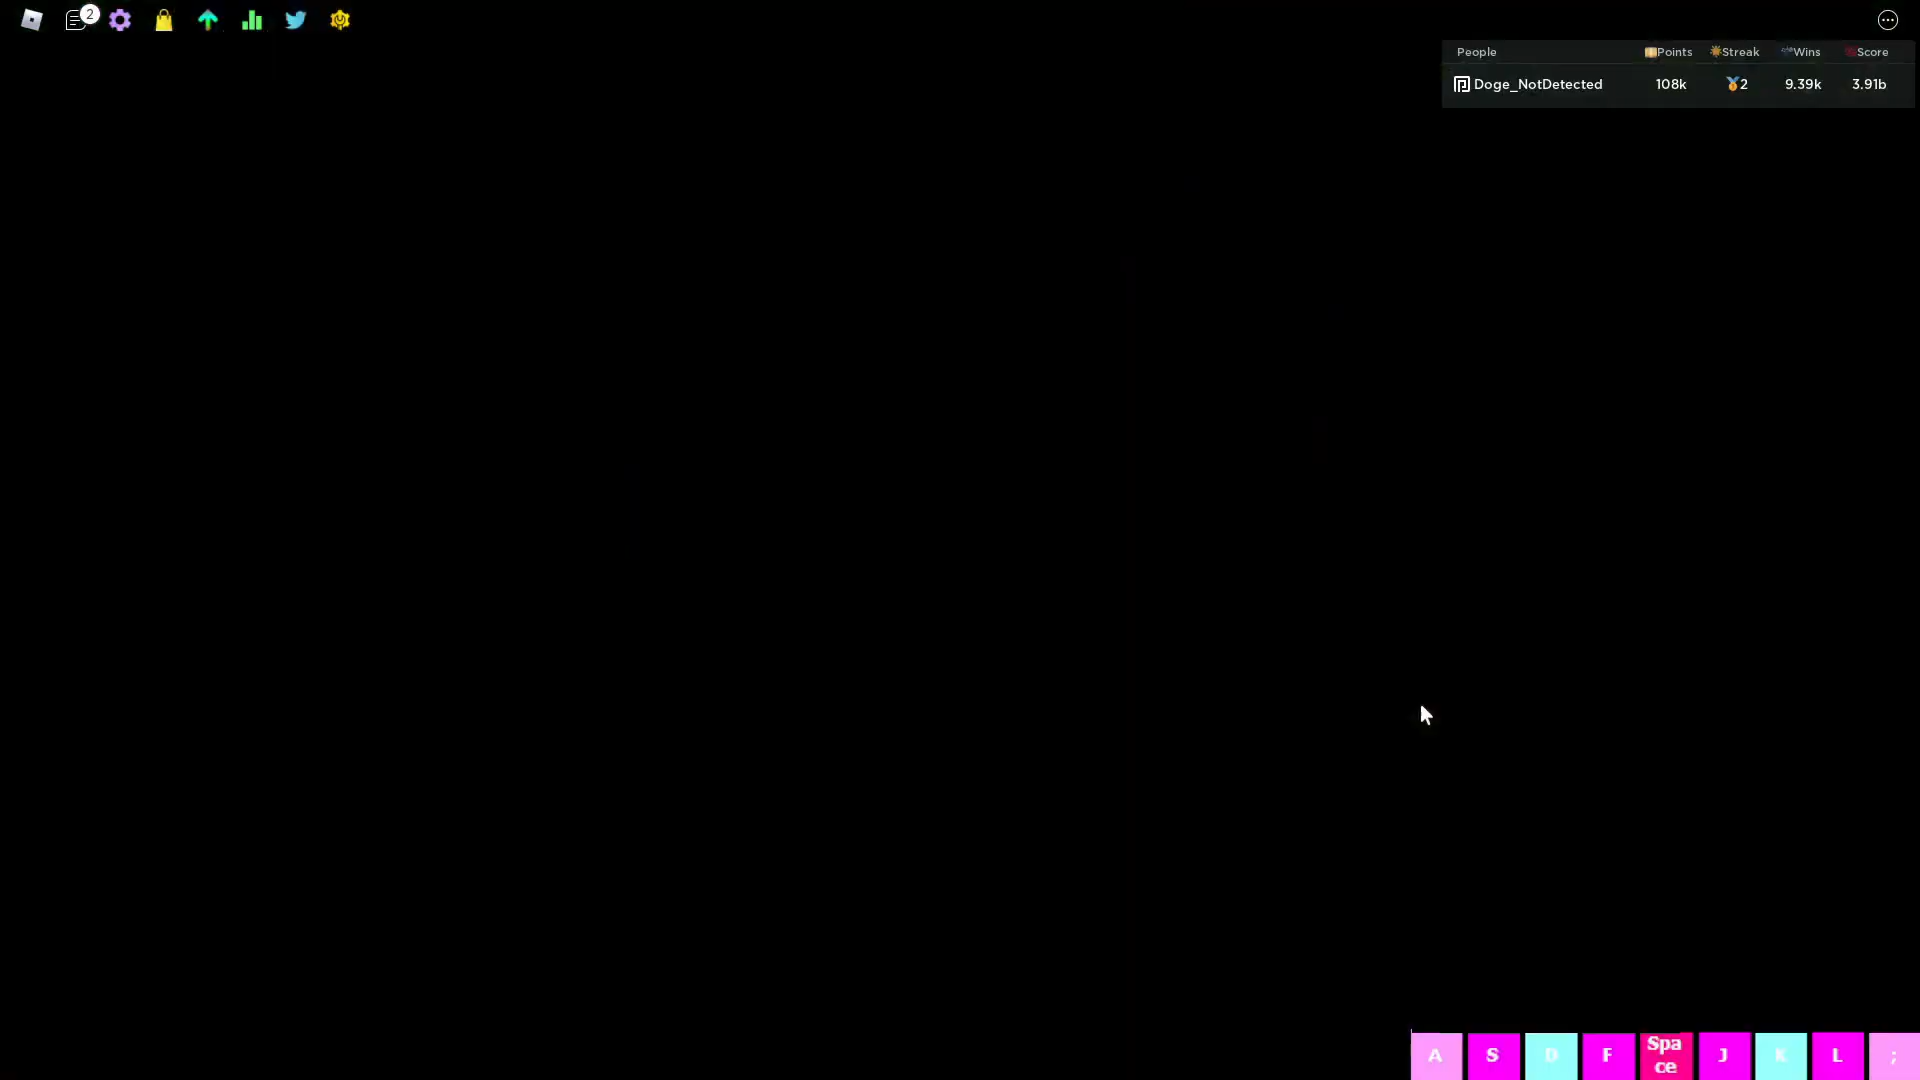 2
People Points Streak Wins Score
Doge_NotDetected 108k 2 9.39k 3.91b
A S D F Spa J K L ;
ce